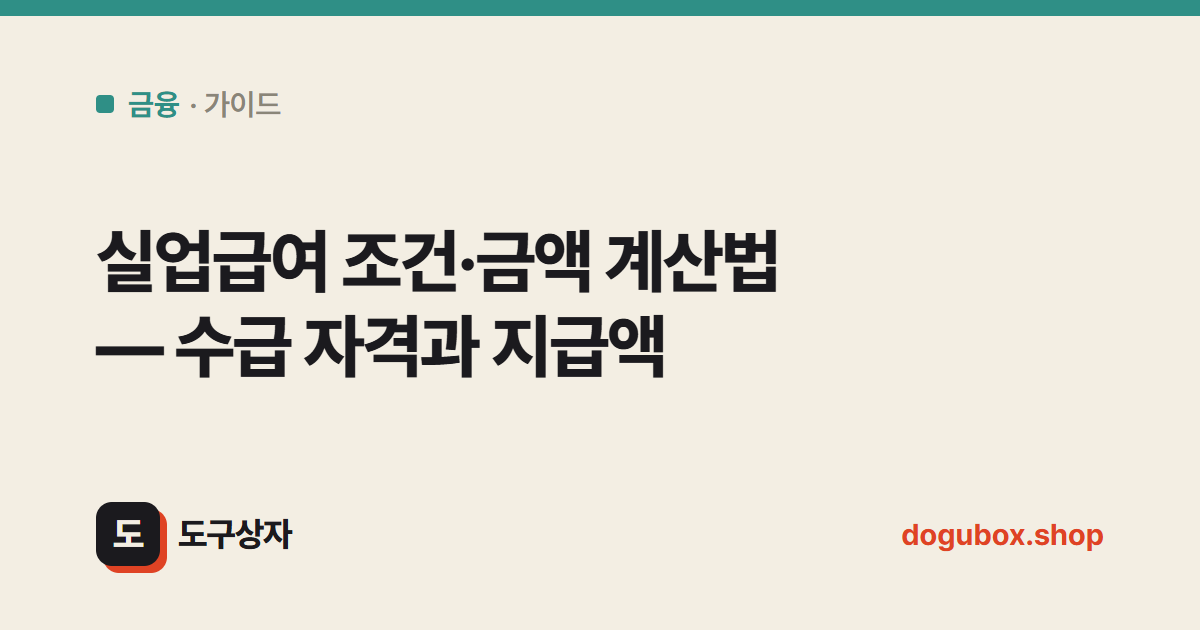 금융 · 가이드
실업급여 조건·금액 계산법
— 수급 자격과 지급액
도 도구상자
dogubox.shop